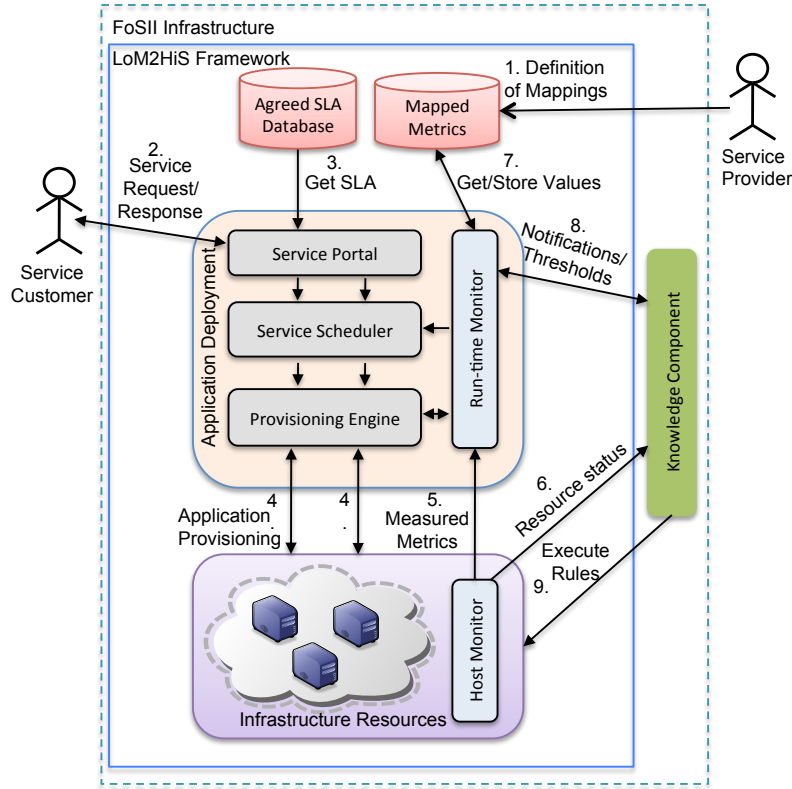 FoSII Infrastructure
LoM2HiS Framework
1. Definition
of Mappings
Agreed SLA
Database
Mapped
Metrics
Service
Provider
2.
Service
Request/
Response
3.
Get SLA
7.
Get/Store Values
8.
Notifications/
Thresholds
Service
Customer
Application Deployment
Service Portal
Service Scheduler
Provisioning Engine
Run-time Monitor
Knowledge Component
Application
Provisioning
4
.
4
.
5.
Measured
Metrics
6.
Resource status
Execute
Rules
9.
Host Monitor
Infrastructure Resources